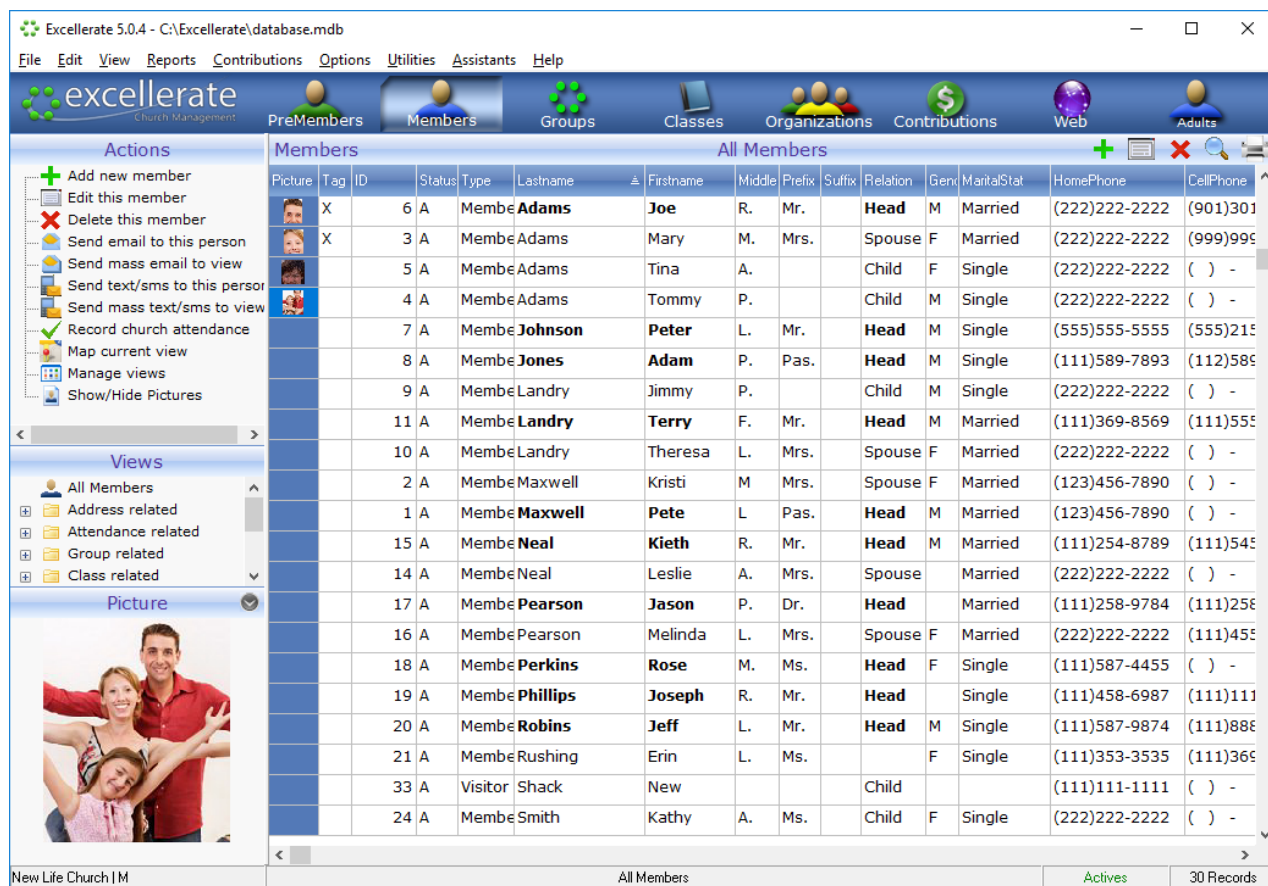 Excellerate 5.0.4 - C:\Excellerate\database.mdb
File Edit View Reports Contributions Options Utilities Assistants Help
excellerate
Church Management
PreMembers Members Groups Classes Organizations Contributions Web Adults
Actions
Add new member
Edit this member
Delete this member
Send email to this person
Send mass email to view
Send text/sms to this persor
Send mass text/sms to view
Record church attendance
Map current view
Manage views
Show/Hide Pictures
Views
All Members
Address related
Attendance related
Group related
Class related
Picture
Members All Members
Picture Tag ID Status Type Lastname Firstname Middle Prefix Suffix Relation Gend MaritalStat HomePhone CellPhone
X 6 A Membe Adams Joe R. Mr. Head M Married (222)222-2222 (901)301
X 3 A Membe Adams Mary M. Mrs. Spouse F Married (222)222-2222 (999)999
5 A Membe Adams Tina A. Child F Single (222)222-2222 ( ) -
4 A Membe Adams Tommy P. Child M Single (222)222-2222 ( ) -
7 A Membe Johnson Peter L. Mr. Head M Single (555)555-5555 (555)215
8 A Membe Jones Adam P. Pas. Head M Single (111)589-7893 (112)589
9 A Membe Landry Jimmy P. Child M Single (222)222-2222 ( ) -
11 A Membe Landry Terry F. Mr. Head M Married (111)369-8569 (111)555
10 A Membe Landry Theresa L. Mrs. Spouse F Married (222)222-2222 ( ) -
2 A Membe Maxwell Kristi M Mrs. Spouse F Married (123)456-7890 ( ) -
1 A Membe Maxwell Pete L Pas. Head M Married (123)456-7890 ( ) -
15 A Membe Neal Kieth R. Mr. Head M Married (111)254-8789 (111)545
14 A Membe Neal Leslie A. Mrs. Spouse Married (222)222-2222 ( ) -
17 A Membe Pearson Jason P. Dr. Head Married (111)258-9784 (111)258
16 A Membe Pearson Melinda L. Mrs. Spouse F Married (222)222-2222 (111)455
18 A Membe Perkins Rose M. Ms. Head F Single (111)587-4455 ( ) -
19 A Membe Phillips Joseph R. Mr. Head Single (111)458-6987 (111)111
20 A Membe Robins Jeff L. Mr. Head M Single (111)587-9874 (111)888
21 A Membe Rushing Erin L. Ms. F Single (111)353-3535 (111)369
33 A Visitor Shack New Child (111)111-1111 ( ) -
24 A Membe Smith Kathy A. Ms. Child F Single (222)222-2222 ( ) -
New Life Church | M All Members Actives 30 Records